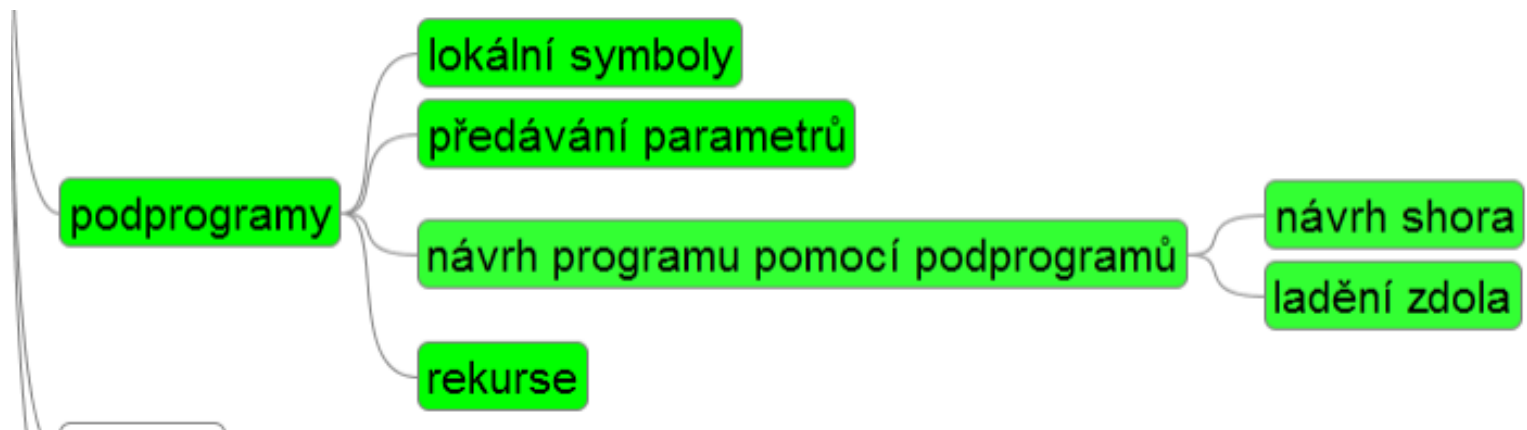 lokální symboly
předávání parametrů
podprogramy
návrh programu pomocí podprogramů
návrh shora
ladění zdola
rekurse